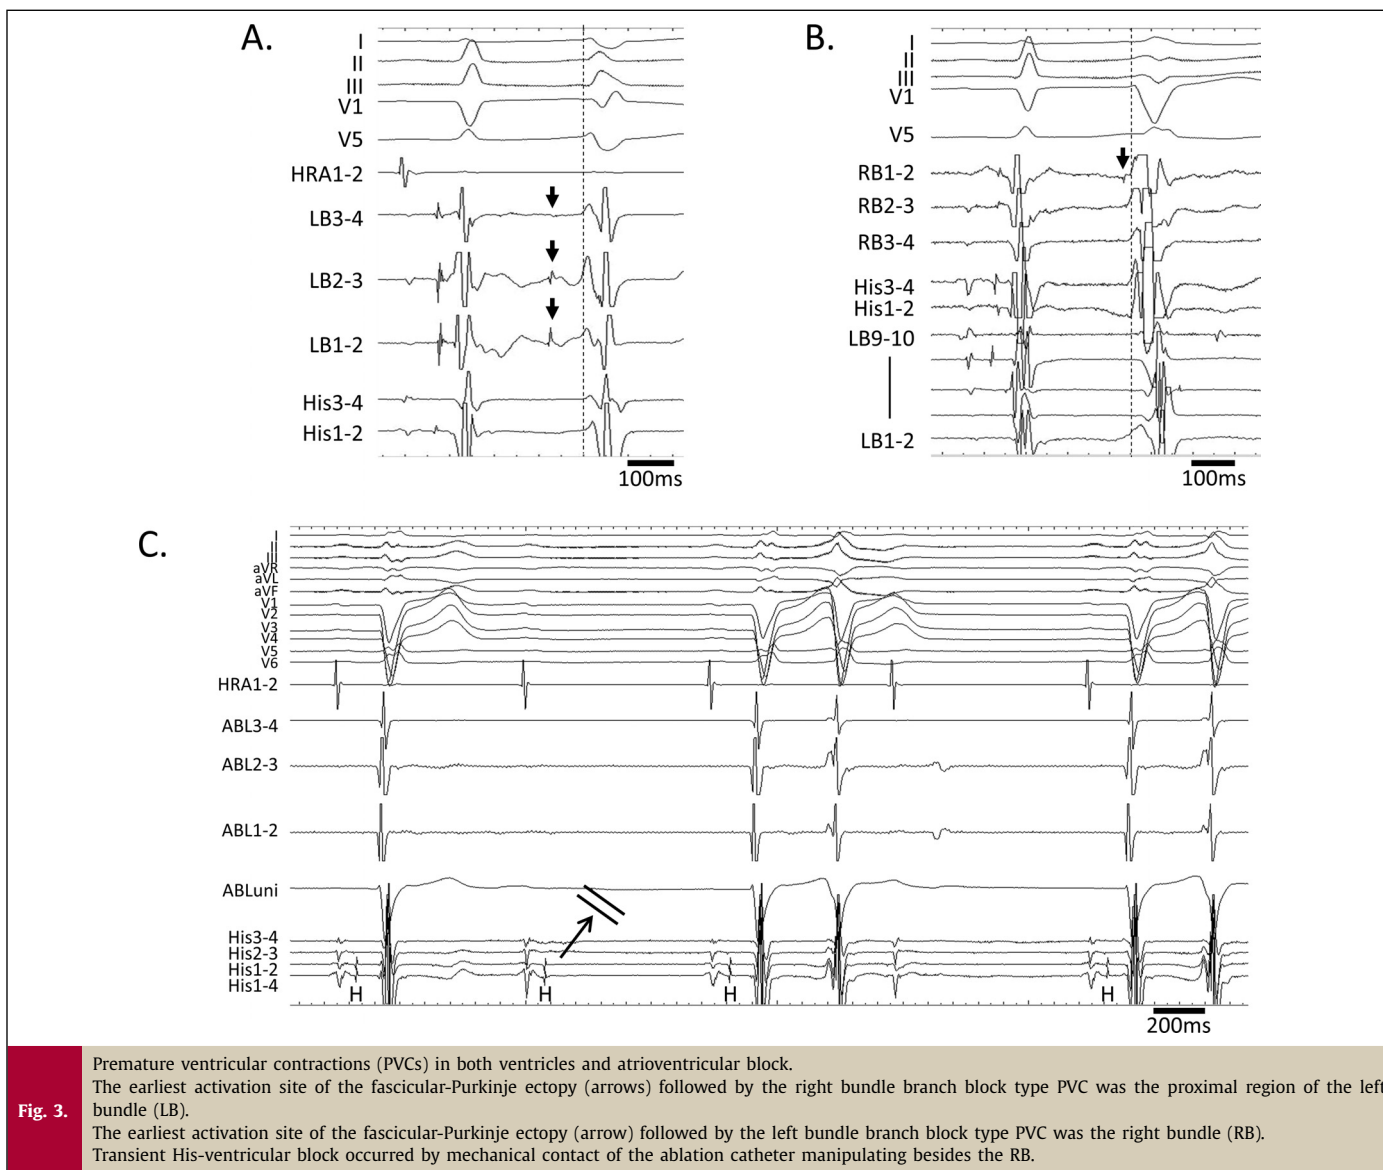 A.
I
II
III
V1
V5
HRA1-2
LB3-4
LB2-3
LB1-2
His3-4
His1-2
100ms
B.
I
II
III
V1
V5
RB1-2
RB2-3
RB3-4
His3-4
His1-2
LB9-10
LB1-2
100ms
C.
I
II
III
aVR
aVL
aVF
V1
V2
V3
V4
V5
V6
HRA1-2
ABL3-4
ABL2-3
ABL1-2
ABLuni
His3-4
His2-3
His1-2
His1-4
H H H H
200ms
Fig. 3.
Premature ventricular contractions (PVCs) in both ventricles and atrioventricular block.
The earliest activation site of the fascicular-Purkinje ectopy (arrows) followed by the right bundle branch block type PVC was the proximal region of the left
bundle (LB).
The earliest activation site of the fascicular-Purkinje ectopy (arrow) followed by the left bundle branch block type PVC was the right bundle (RB).
Transient His-ventricular block occurred by mechanical contact of the ablation catheter manipulating besides the RB.